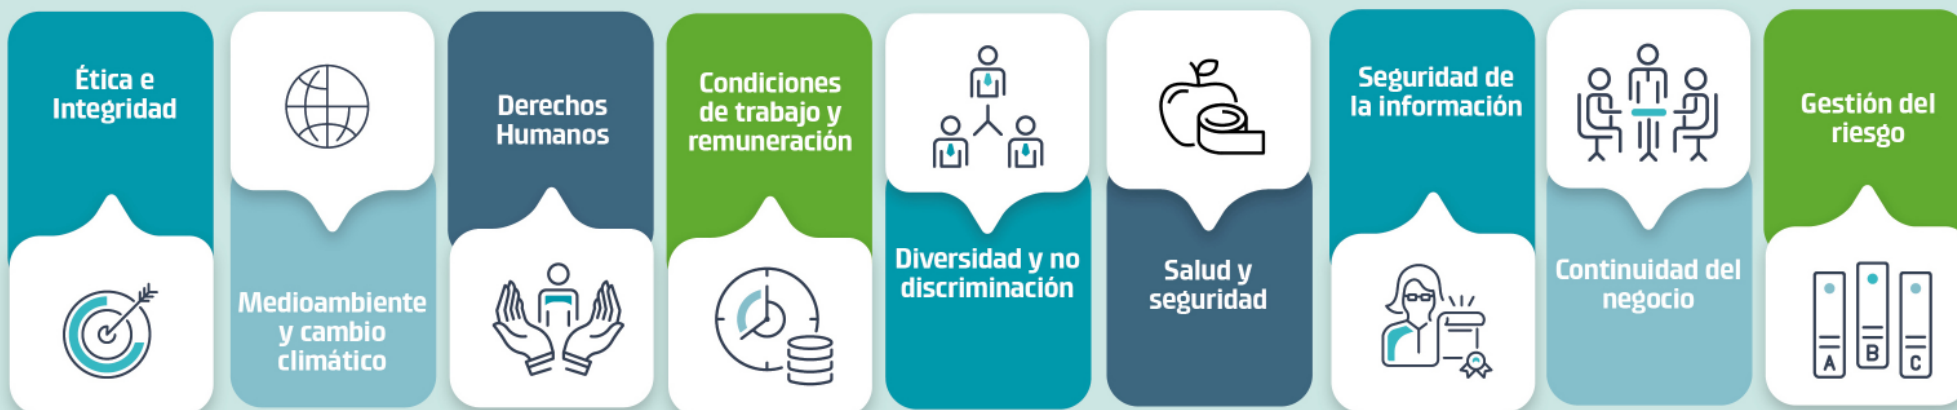 Ética e
Integridad
Medioambiente
y cambio
climático
Derechos
Humanos
Condiciones
de trabajo y
remuneración
Diversidad y no
discriminación
Salud y
seguridad
Seguridad de
la información
Continuidad del
negocio
Gestión del
riesgo
A
B
C